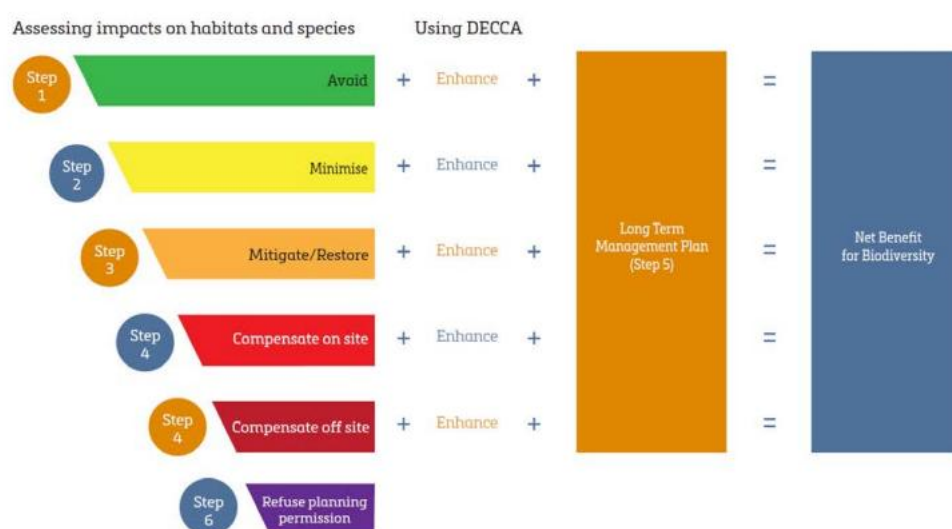 Assessing impacts on habitats and species
Using DECCA
Step
1
Avoid
+ Enhance +
=
Step
2
Minimise
+ Enhance +
=
Step
3
Mitigate/Restore
+ Enhance +
=
Long Term
Management Plan
(Step 5)
Net Benefit
for Biodiversity
Step
4
Compensate on site
+ Enhance +
=
Step
4
Compensate off site
+ Enhance +
=
Step
6
Refuse planning
permission